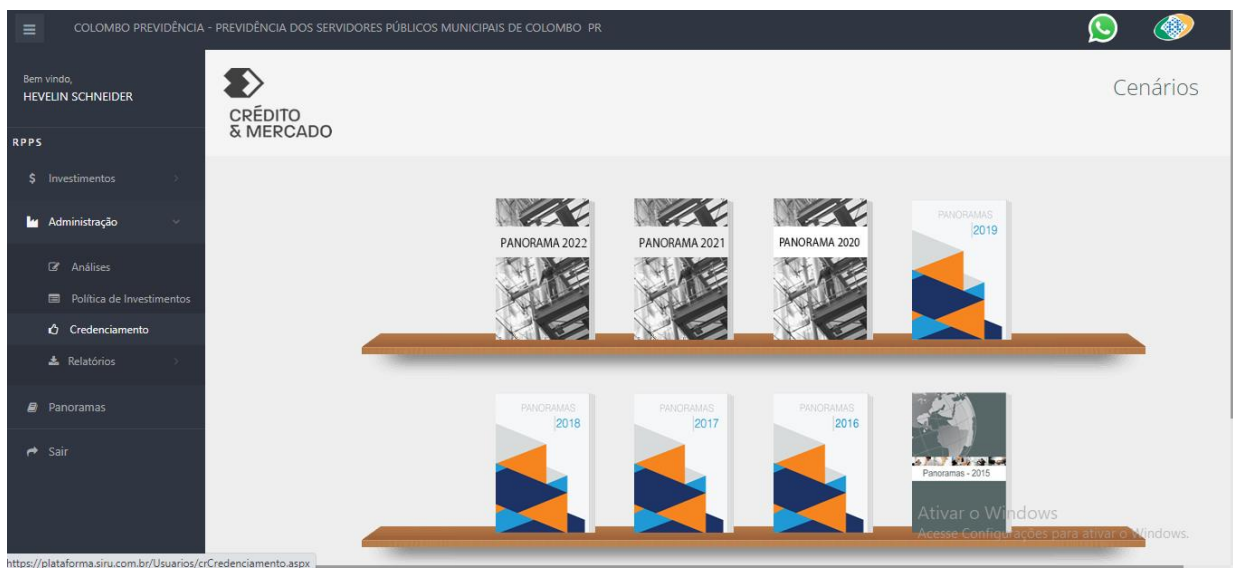 COLOMBO PREVIDÊNCIA - PREVIDÊNCIA DOS SERVIDORES PÚBLICOS MUNICIPAIS DE COLOMBO PR
Bem vindo,
HEVELIN SCHNEIDER
RPPS
$ Investimentos
Administração
Análises
Política de Investimentos
Credenciamento
Relatórios
Panoramas
Sair
CRÉDITO
& MERCADO
Cenários
PANORAMA 2022
PANORAMA 2021
PANORAMA 2020
PANORAMAS
2019
PANORAMAS
2018
PANORAMAS
2017
PANORAMAS
2016
Panoramas - 2015
Ativar o Windows
Acesse Configurações para ativar o Windows.
https://plataforma.siru.com.br/Usuarios/crCredenciamento.aspx